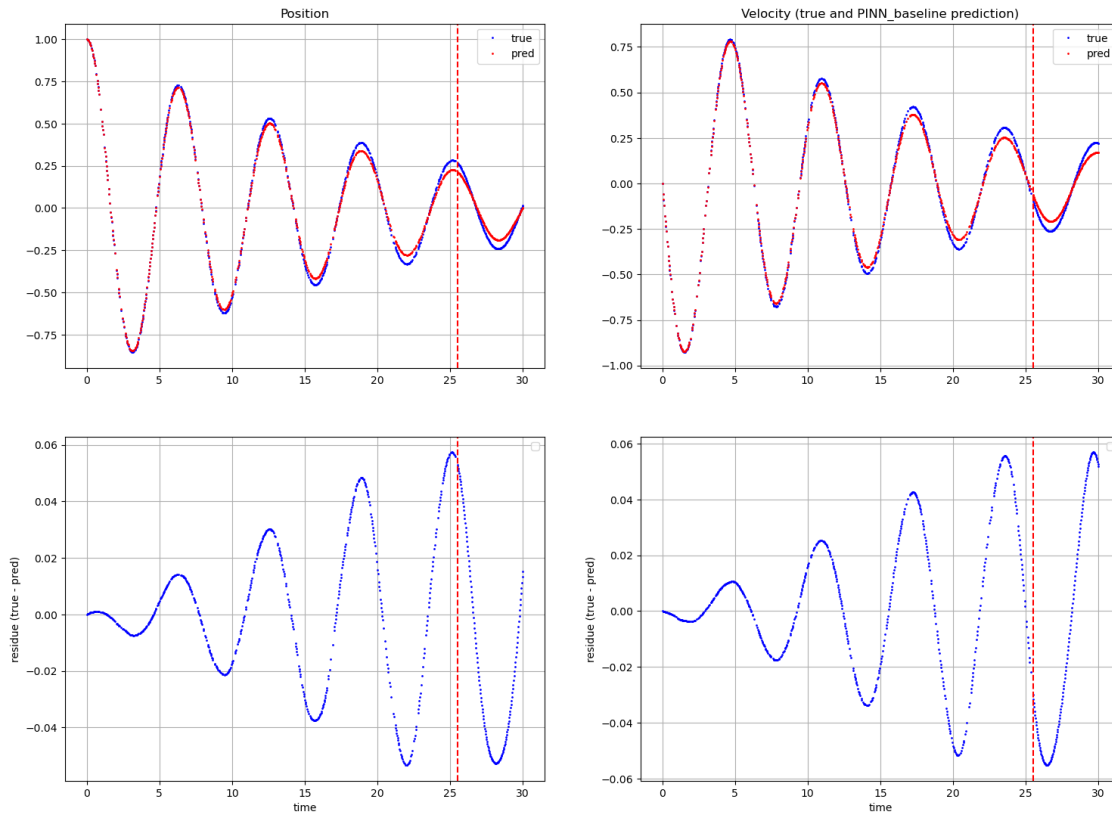 Position
1.00
0.75
0.50
0.25
0.00
−0.25
−0.50
−0.75
0 5 10 15 20 25 30
true
pred
Velocity (true and PINN_baseline prediction)
0.75
0.50
0.25
0.00
−0.25
−0.50
−0.75
−1.00
0 5 10 15 20 25 30
true
pred
residue (true - pred)
0.06
0.04
0.02
0.00
−0.02
−0.04
0 5 10 15 20 25 30
time
residue (true - pred)
0.06
0.04
0.02
0.00
−0.02
−0.04
−0.06
0 5 10 15 20 25 30
time